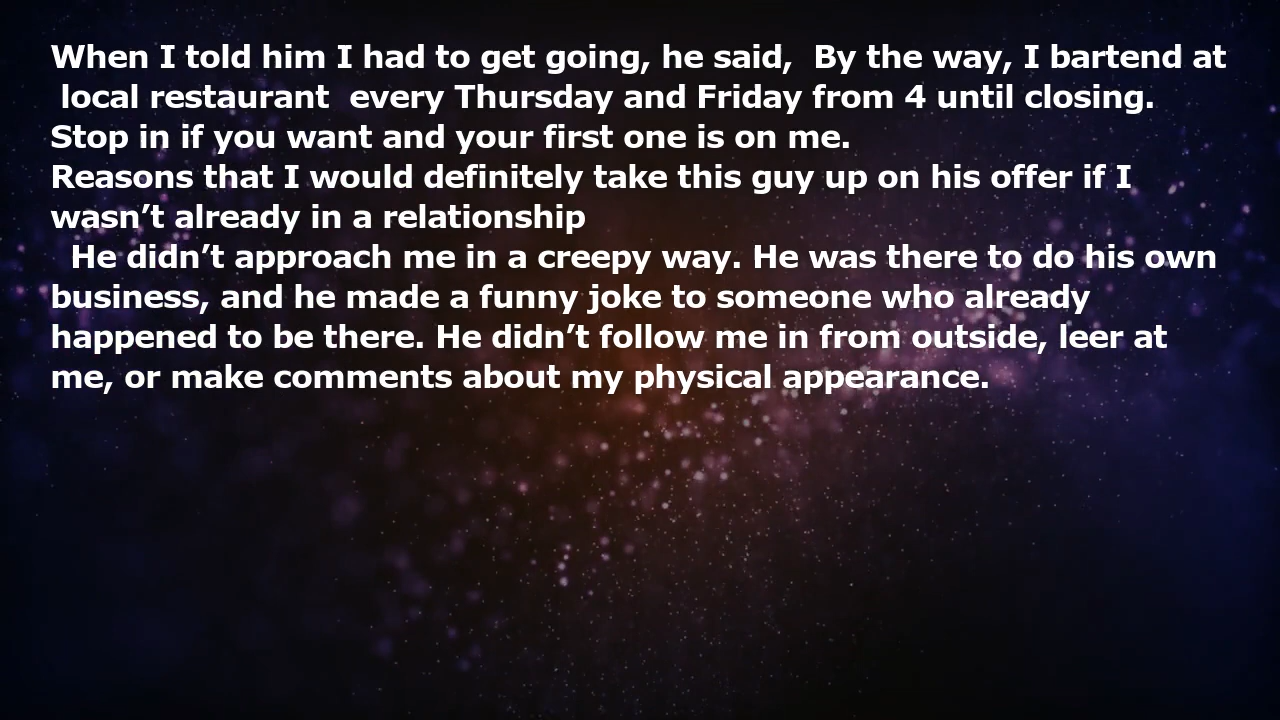 When I told him I had to get going, he said,  By the way, I bartend at
local restaurant  every Thursday and Friday from 4 until closing.
Stop in if you want and your first one is on me.
Reasons that I would definitely take this guy up on his offer if I
wasn’t already in a relationship
He didn’t approach me in a creepy way. He was there to do his own
business, and he made a funny joke to someone who already
happened to be there. He didn’t follow me in from outside, leer at
me, or make comments about my physical appearance.